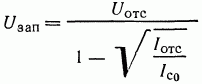 U_зап = U_отс / (1 − √(I_отс / I_c0))